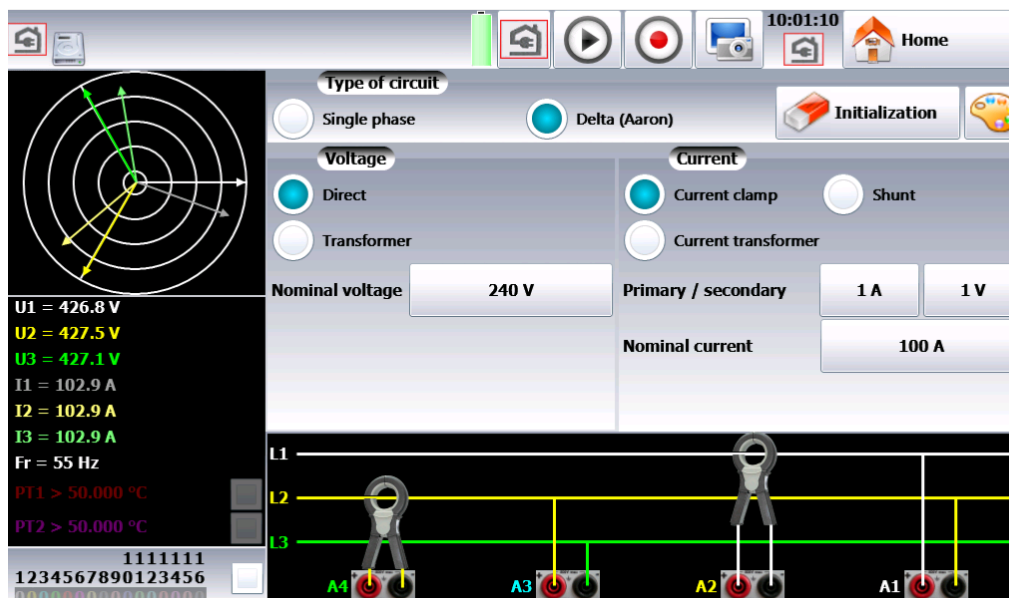 10:01:10
Home
Type of circuit
Single phase
Delta (Aaron)
Initialization
Voltage
Current
Direct
Current clamp
Shunt
Transformer
Current transformer
Nominal voltage
240 V
Primary / secondary
1 A
1 V
Nominal current
100 A
U1 = 426.8 V
U2 = 427.5 V
U3 = 427.1 V
I1 = 102.9 A
I2 = 102.9 A
I3 = 102.9 A
Fr = 55 Hz
PT1 > 50.000 °C
PT2 > 50.000 °C
1111111
1234567890123456
L1
L2
L3
A4
A3
A2
A1